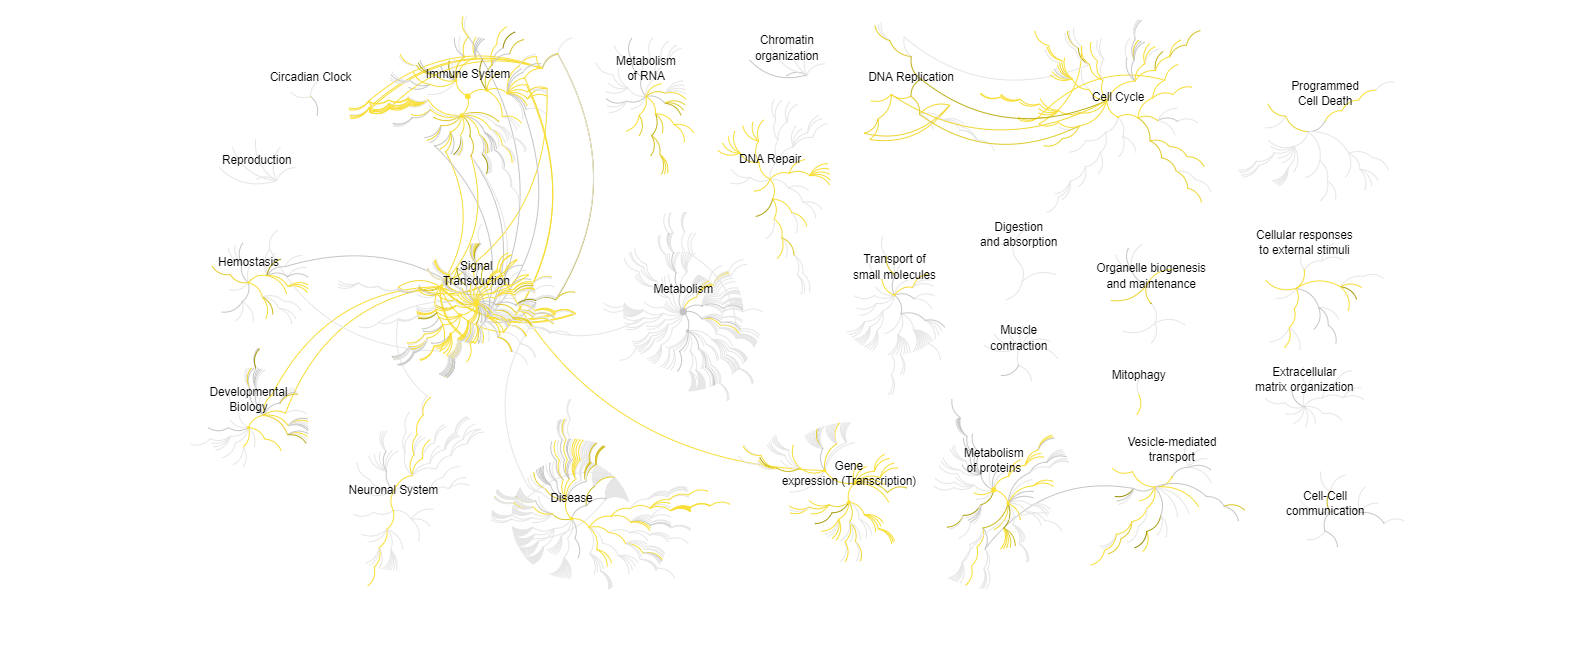 Circadian Clock
Immune System
Metabolism
of RNA
Chromatin
organization
DNA Replication
Cell Cycle
Programmed
Cell Death
Reproduction
DNA Repair
Hemostasis
Signal
Transduction
Metabolism
Transport of
small molecules
Digestion
and absorption
Organelle biogenesis
and maintenance
Cellular responses
to external stimuli
Muscle
contraction
Developmental
Biology
Mitophagy
Extracellular
matrix organization
Neuronal System
Disease
Gene
expression (Transcription)
Metabolism
of proteins
Vesicle-mediated
transport
Cell-Cell
communication